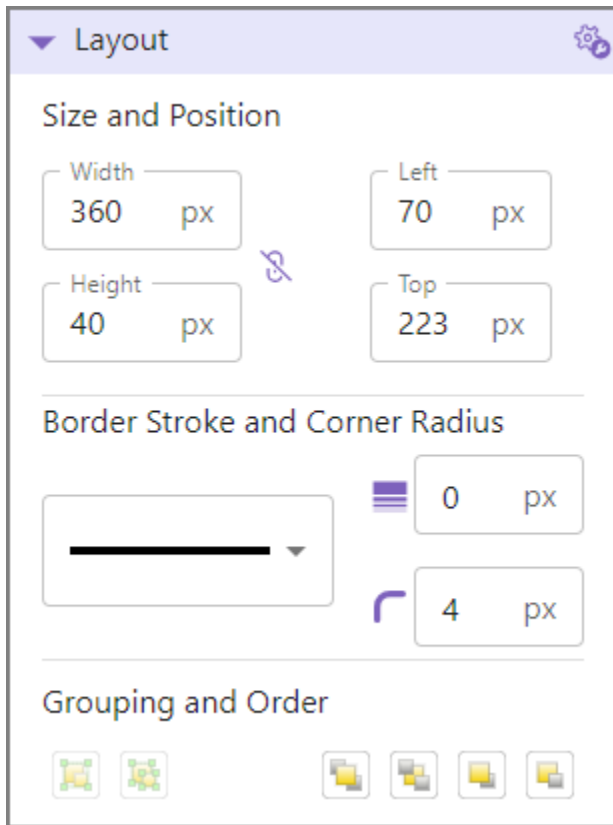 Layout
Size and Position
Width
360 px
Left
70 px
Height
40 px
Top
223 px
Border Stroke and Corner Radius
0 px
4 px
Grouping and Order